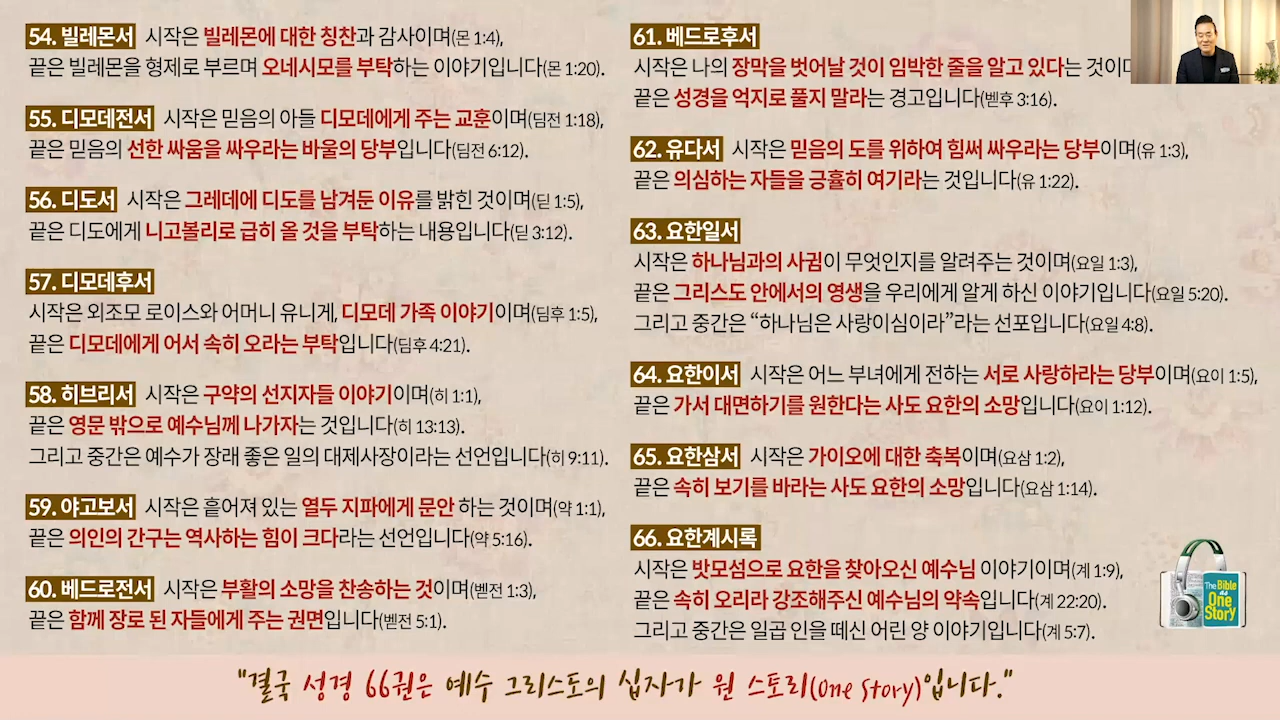 54. 빌레몬서 시작은 빌레몬에 대한 칭찬과 감사이며(몬 1:4),
끝은 빌레몬을 형제로 부르며 오네시모를 부탁하는 이야기입니다(몬 1:20).
55. 디모데전서 시작은 믿음의 아들 디모데에게 주는 교훈이며(딤전 1:18),
끝은 믿음의 선한 싸움을 싸우라는 바울의 당부입니다(딤전 6:12).
56. 디도서 시작은 그레데에 디도를 남겨둔 이유를 밝힌 것이며(딛 1:5),
끝은 디도에게 니고볼리로 급히 올 것을 부탁하는 내용입니다(딛 3:12).
57. 디모데후서
시작은 외조모 로이스와 어머니 유니게, 디모데 가족 이야기이며(딤후 1:5),
끝은 디모데에게 어서 속히 오라는 부탁입니다(딤후 4:21).
58. 히브리서 시작은 구약의 선지자들 이야기이며(히 1:1),
끝은 영문 밖으로 예수님께 나가자는 것입니다(히 13:13).
그리고 중간은 예수가 장래 좋은 일의 대제사장이라는 선언입니다(히 9:11).
59. 야고보서 시작은 흩어져 있는 열두 지파에게 문안 하는 것이며(약 1:1),
끝은 의인의 간구는 역사하는 힘이 크다라는 선언입니다(약 5:16).
60. 베드로전서 시작은 부활의 소망을 찬송하는 것이며(벧전 1:3),
끝은 함께 장로 된 자들에게 주는 권면입니다(벧전 5:1).
61. 베드로후서
시작은 나의 장막을 벗어날 것이 임박한 줄을 알고 있다는 것이며
끝은 성경을 억지로 풀지 말라는 경고입니다(벧후 3:16).
62. 유다서 시작은 믿음의 도를 위하여 힘써 싸우라는 당부이며(유 1:3),
끝은 의심하는 자들을 긍휼히 여기라는 것입니다(유 1:22).
63. 요한일서
시작은 하나님과의 사귐이 무엇인지를 알려주는 것이며(요일 1:3),
끝은 그리스도 안에서의 영생을 우리에게 알게 하신 이야기입니다(요일 5:20).
그리고 중간은 “하나님은 사랑이심이라”라는 선포입니다(요일 4:8).
64. 요한이서 시작은 어느 부녀에게 전하는 서로 사랑하라는 당부이며(요이 1:5),
끝은 가서 대면하기를 원한다는 사도 요한의 소망입니다(요이 1:12).
65. 요한삼서 시작은 가이오에 대한 축복이며(요삼 1:2),
끝은 속히 보기를 바라는 사도 요한의 소망입니다(요삼 1:14).
66. 요한계시록
시작은 밧모섬으로 요한을 찾아오신 예수님 이야기이며(계 1:9),
끝은 속히 오리라 강조해주신 예수님의 약속입니다(계 22:20).
그리고 중간은 일곱 인을 떼신 어린 양 이야기입니다(계 5:7).
The Bible
as
One
Story
"결국 성경 66권은 예수 그리스도의 십자가 원 스토리(One Story)입니다."